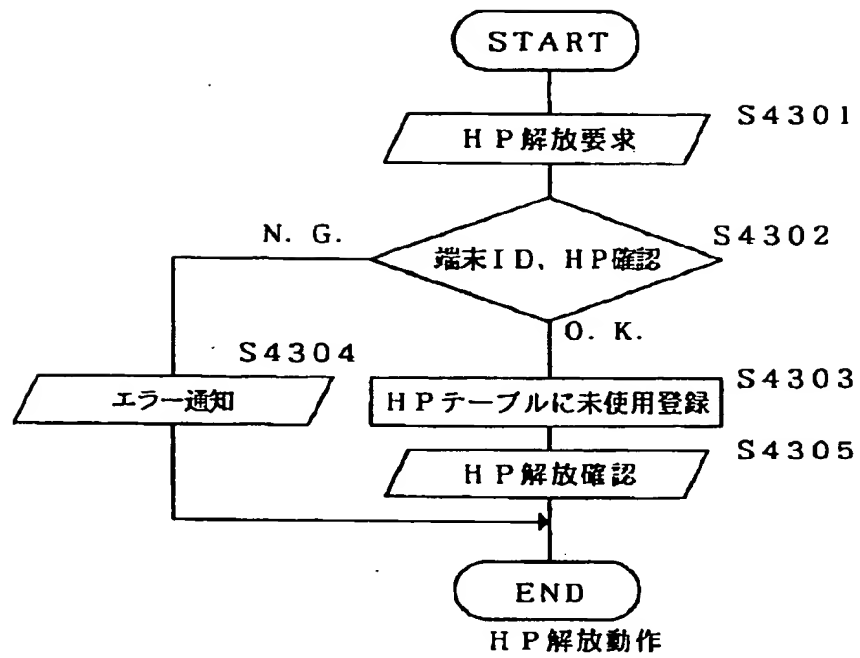 START
HP解放要求
S4301
端末ID、HP確認
S4302
N. G.
O. K.
S4304
エラー通知
HPテーブルに未使用登録
S4303
HP解放確認
S4305
END
HP解放動作